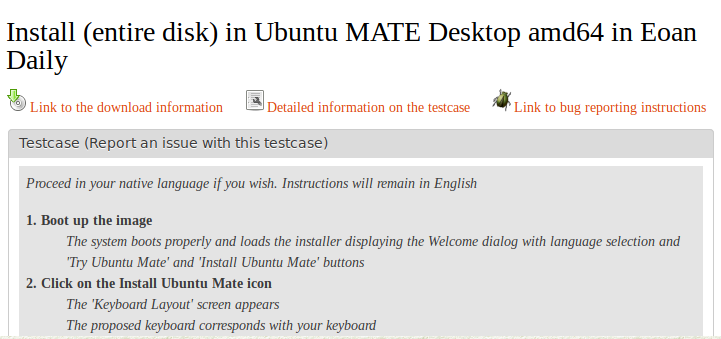 Install (entire disk) in Ubuntu MATE Desktop amd64 in Eoan
Daily
Link to the download information Detailed information on the testcase Link to bug reporting instructions
Testcase (Report an issue with this testcase)
Proceed in your native language if you wish. Instructions will remain in English
1. Boot up the image
The system boots properly and loads the installer displaying the Welcome dialog with language selection and
'Try Ubuntu Mate' and 'Install Ubuntu Mate' buttons
2. Click on the Install Ubuntu Mate icon
The 'Keyboard Layout' screen appears
The proposed keyboard corresponds with your keyboard